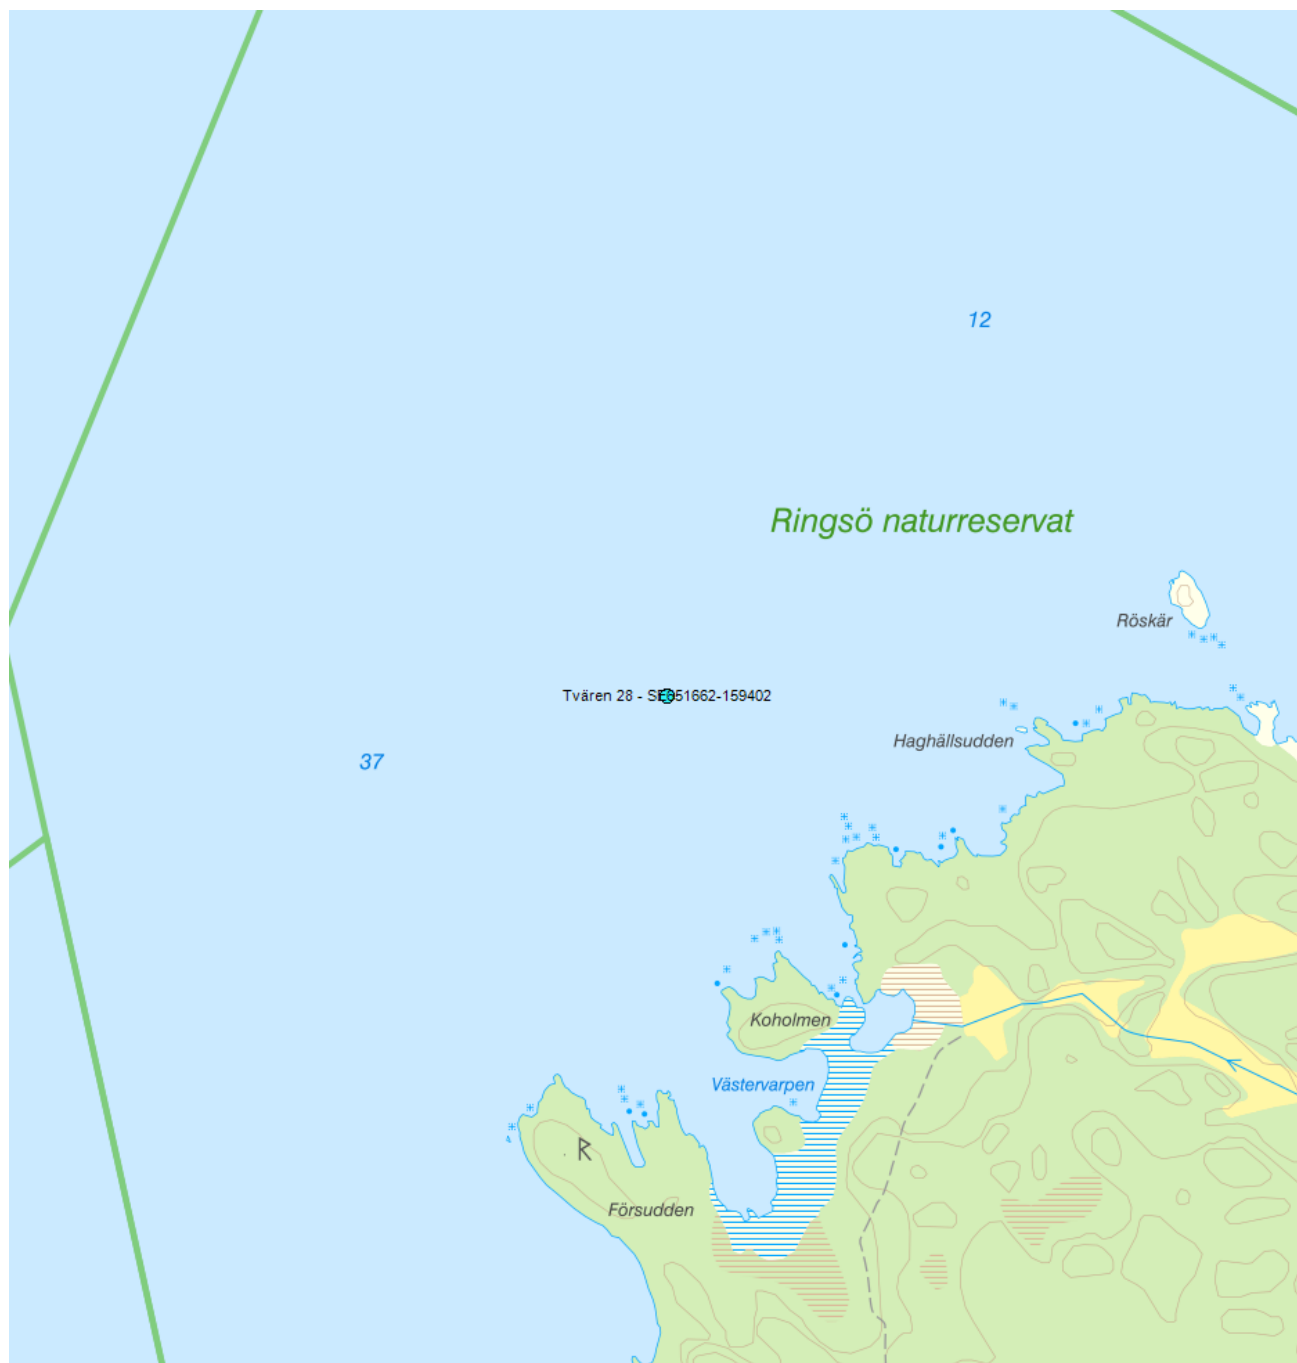 12
Ringsö naturreservat
Röskär
Tvären 28 - SE651662-159402
Haghällsudden
37
Koholmen
Västervarpen
R
Försudden